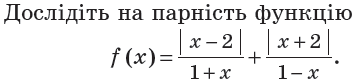 Дослідіть на парність функцію
f (x) = | x – 2 | / 1 + x + | x + 2 | / 1 – x .